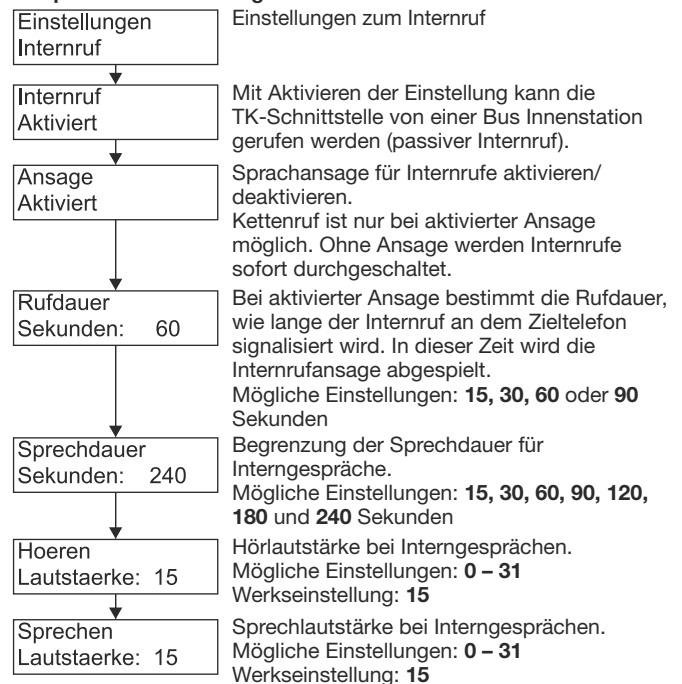 Einstellungen
Internruf
Einstellungen zum Internruf
Internruf
Aktiviert
Mit Aktivieren der Einstellung kann die
TK-Schnittstelle von einer Bus Innenstation
gerufen werden (passiver Internruf).
Ansage
Aktiviert
Sprachansage für Internrufe aktivieren/
deaktivieren.
Kettenruf ist nur bei aktivierter Ansage
möglich. Ohne Ansage werden Internrufe
sofort durchgeschaltet.
Rufdauer
Sekunden: 60
Bei aktivierter Ansage bestimmt die Rufdauer,
wie lange der Internruf an dem Zieltelefon
signalisiert wird. In dieser Zeit wird die
Internrufansage abgespielt.
Mögliche Einstellungen: 15, 30, 60 oder 90
Sekunden
Sprechdauer
Sekunden: 240
Begrenzung der Sprechdauer für
Interngespräche.
Mögliche Einstellungen: 15, 30, 60, 90, 120,
180 und 240 Sekunden
Hoeren
Lautstaerke: 15
Hörlautstärke bei Interngesprächen.
Mögliche Einstellungen: 0 – 31
Werkseinstellung: 15
Sprechen
Lautstaerke: 15
Sprechlautstärke bei Interngesprächen.
Mögliche Einstellungen: 0 – 31
Werkseinstellung: 15